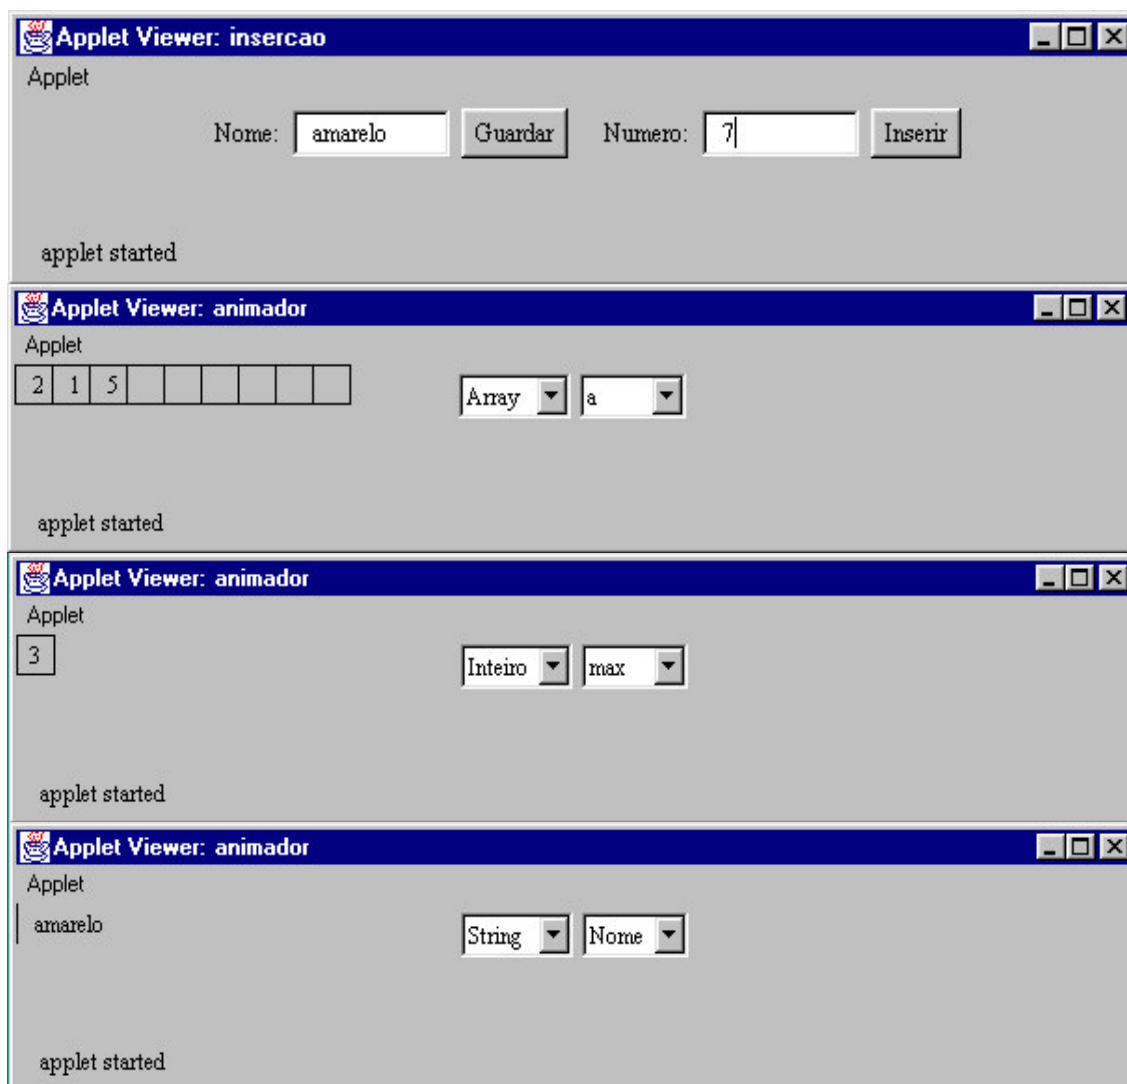 Applet Viewer: insercao
Applet
Nome: amarelo Guardar Numero: 7 Inserir
applet started
Applet Viewer: animador
Applet
2 1 5 Array a
applet started
Applet Viewer: animador
Applet
3 Inteiro max
applet started
Applet Viewer: animador
Applet
amarelo String Nome
applet started